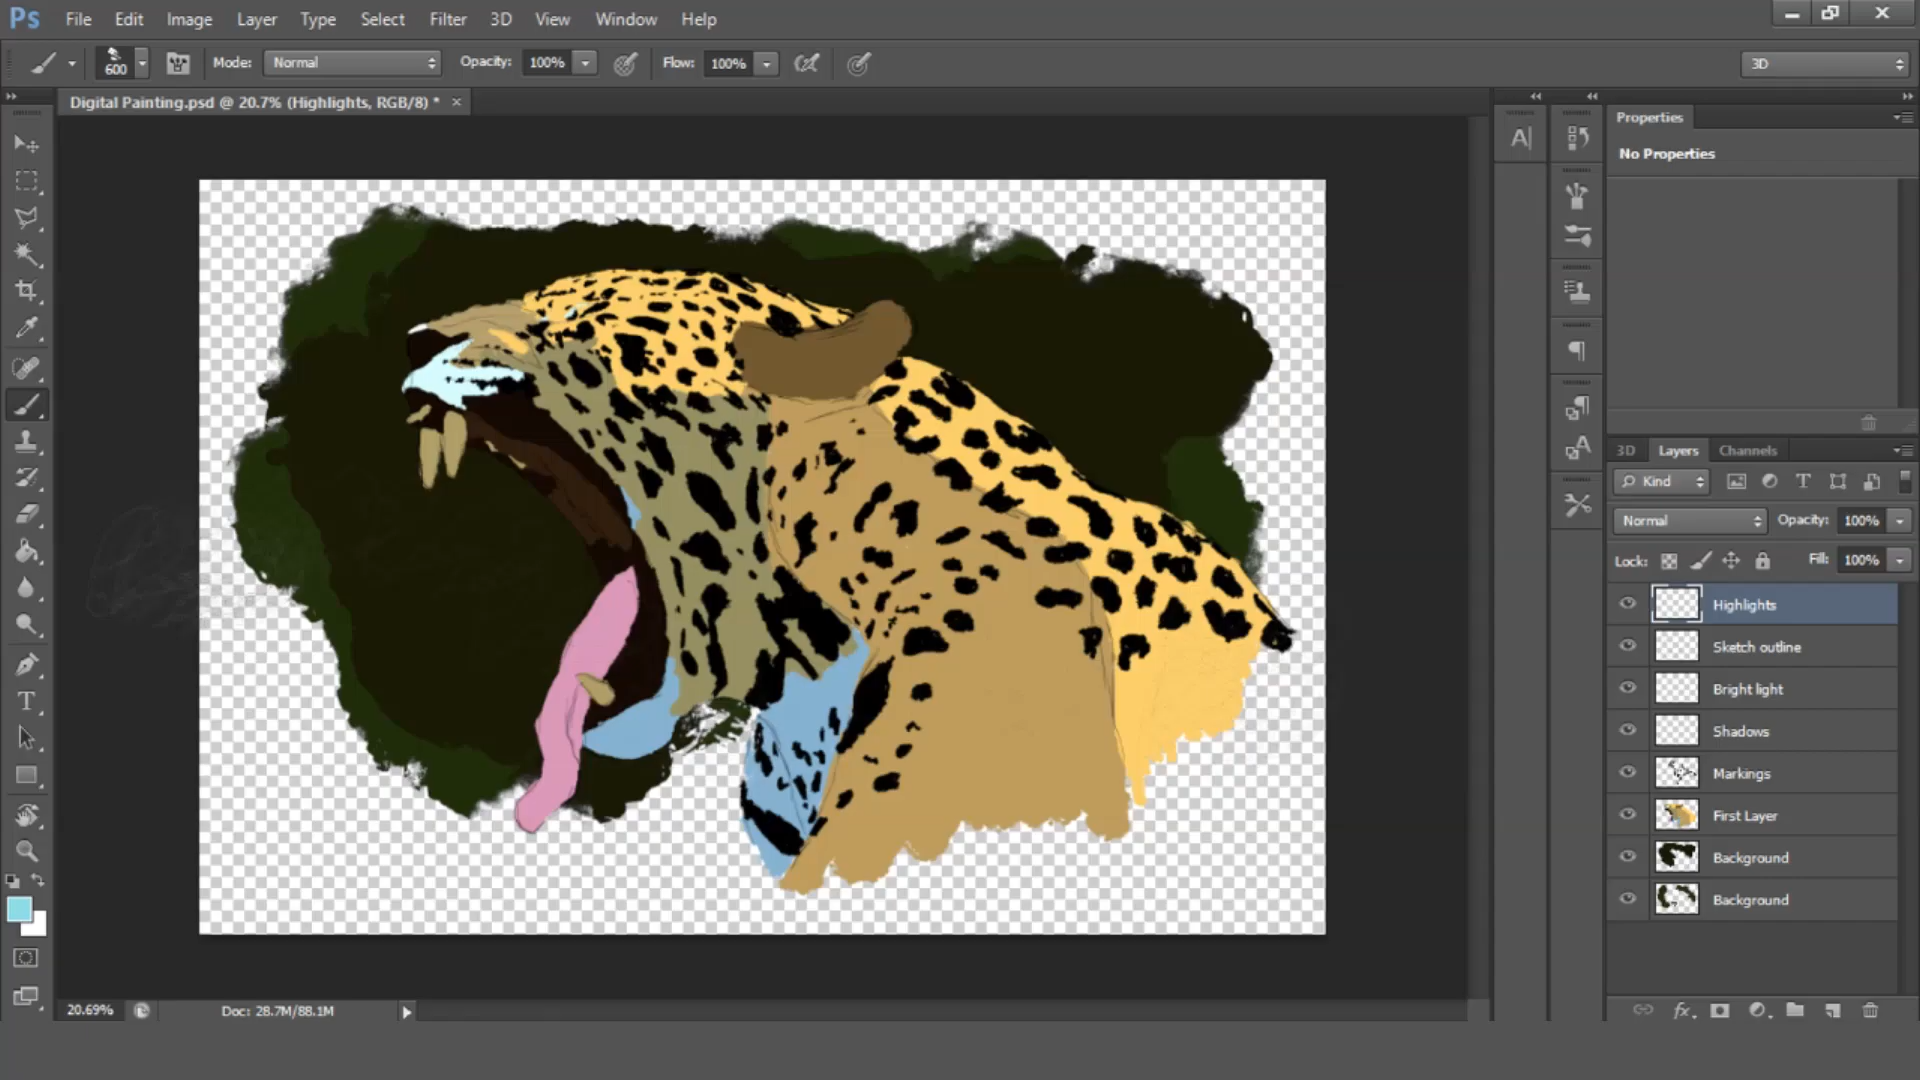 Ps File Edit Image Layer Type Select Filter 3D View Window Help
600 Mode: Normal Opacity: 100% Flow: 100% 3D
Digital Painting.psd @ 20.7% (Highlights, RGB/8) * ×
Properties
No Properties
3D Layers Channels
Kind
Normal Opacity: 100%
Lock: Fill: 100%
Highlights
Sketch outline
Bright light
Shadows
Markings
First Layer
Background
Background
20.69% Doc: 28.7M/88.1M